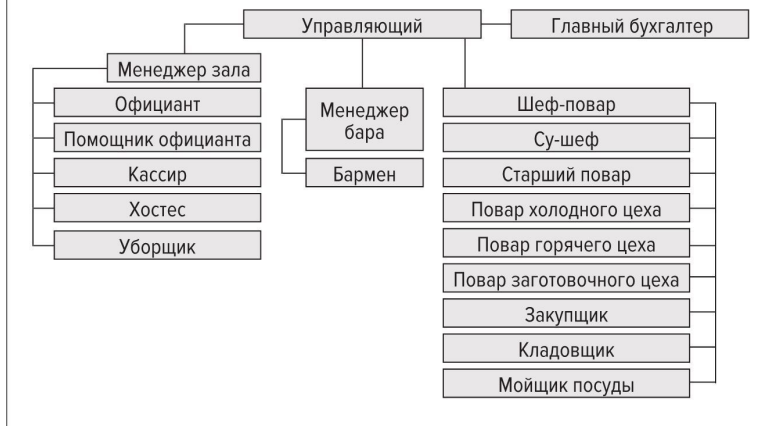 Управляющий
Главный бухгалтер
Менеджер зала
Официант
Помощник официанта
Кассир
Хостес
Уборщик
Менеджер
бара
Бармен
Шеф-повар
Су-шеф
Старший повар
Повар холодного цеха
Повар горячего цеха
Повар заготовочного цеха
Закупщик
Кладовщик
Мойщик посуды